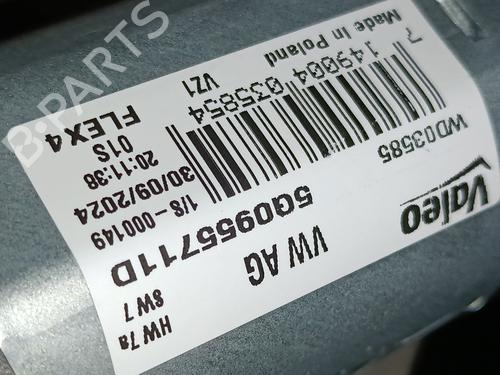 Valeo
WD03585
7 149004 035854
Made In Poland
VZ1
VW AG
5Q0955711D
1/S-000149
30/09/2024
20:11:38
01S
FLEX4
HW 7a
SW 7
B-PARTS